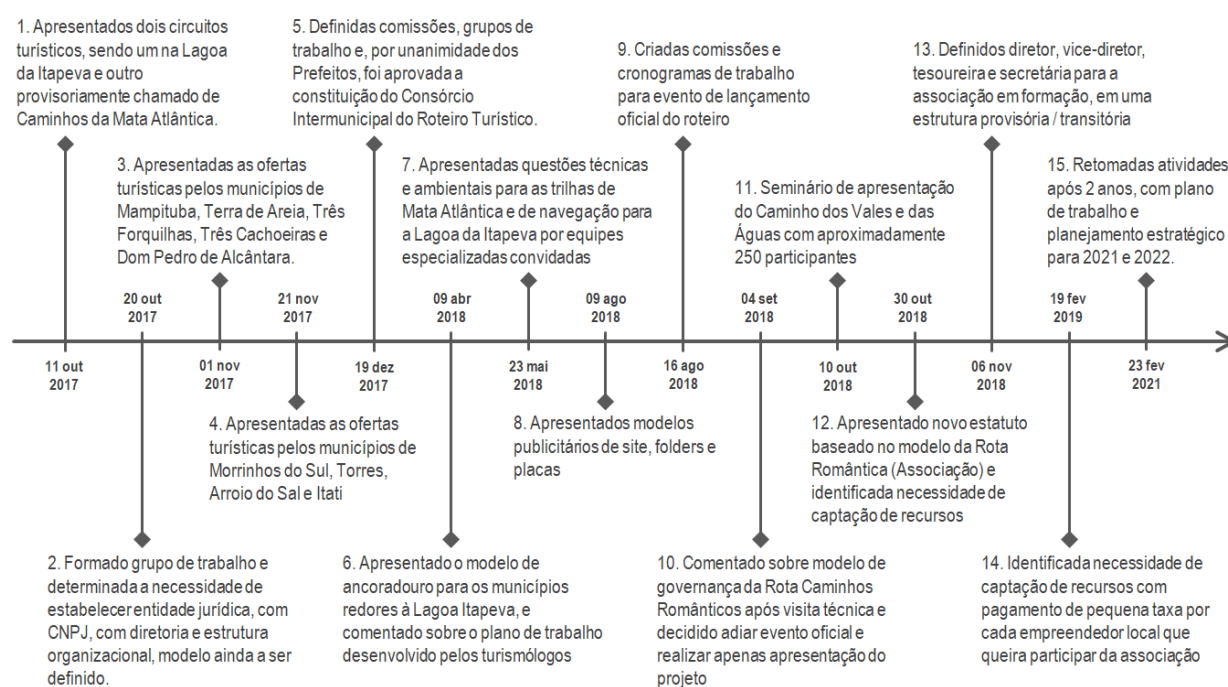 1. Apresentados dois circuitos
turísticos, sendo um na Lagoa
da Itapeva e outro
provisoriamente chamado de
Caminhos da Mata Atlântica.
5. Definidas comissões, grupos de
trabalho e, por unanimidade dos
Prefeitos, foi aprovada a
constituição do Consórcio
Intermunicipal do Roteiro Turístico.
9. Criadas comissões e
cronogramas de trabalho
para evento de lançamento
oficial do roteiro
13. Definidos diretor, vice-diretor,
tesoureira e secretária para a
associação em formação, em uma
estrutura provisória / transitória
3. Apresentadas as ofertas
turísticas pelos municípios de
Mampituba, Terra de Areia, Três
Forquilhas, Três Cachoeiras e
Dom Pedro de Alcântara.
7. Apresentadas questões técnicas
e ambientais para as trilhas de
Mata Atlântica e de navegação para
a Lagoa da Itapeva por equipes
especializadas convidadas
11. Seminário de apresentação
do Caminho dos Vales e das
Águas com aproximadamente
250 participantes
15. Retomadas atividades
após 2 anos, com plano
de trabalho e
planejamento estratégico
para 2021 e 2022.
20 out
2017
21 nov
2017
09 abr
2018
09 ago
2018
04 set
2018
30 out
2018
19 fev
2019
11 out
2017
01 nov
2017
19 dez
2017
23 mai
2018
16 ago
2018
10 out
2018
06 nov
2018
23 fev
2021
4. Apresentadas as ofertas
turísticas pelos municípios de
Morrinhos do Sul, Torres,
Arroio do Sal e Itati
8. Apresentados modelos
publicitários de site, folders e
placas
12. Apresentado novo estatuto
baseado no modelo da Rota
Romântica (Associação) e
identificada necessidade de
captação de recursos
2. Formado grupo de trabalho e
determinada a necessidade de
estabelecer entidade jurídica, com
CNPJ, com diretoria e estrutura
organizacional, modelo ainda a ser
definido.
6. Apresentado o modelo de
ancoradouro para os municípios
redores à Lagoa Itapeva, e
comentado sobre o plano de trabalho
desenvolvido pelos turismólogos
10. Comentado sobre modelo de
governança da Rota Caminhos
Românticos após visita técnica e
decidido adiar evento oficial e
realizar apenas apresentação do
projeto
14. Identificada necessidade de
captação de recursos com
pagamento de pequena taxa por
cada empreendedor local que
queira participar da associação